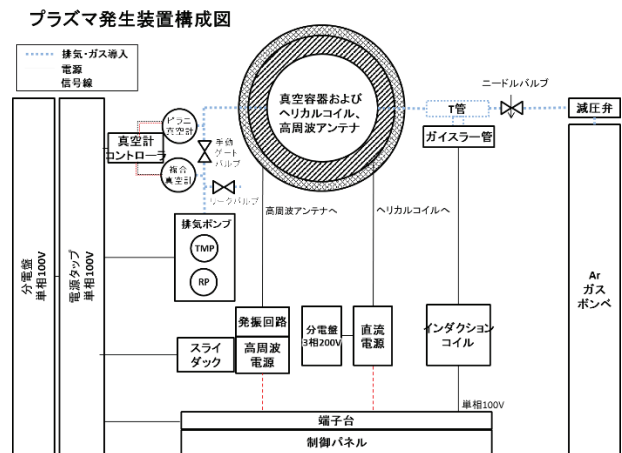 プラズマ発生装置構成図
排気・ガス導入
電源
信号線
ピラニ
真空計
真空計
コントローラ
複合
真空計
手動
ゲート
バルブ
リークバルブ
真空容器および
ヘリカルコイル、
高周波アンテナ
T管
ニードルバルブ
減圧弁
ガイスラー管
高周波アンテナへ
ヘリカルコイルへ
排気ポンプ
TMP
RP
分電盤
単相100V
電源タップ
単相100V
Ar
ガス
ボンベ
発振回路
高周波
電源
スライ
ダック
分電盤
3相200V
直流
電源
インダクション
コイル
単相100V
端子台
制御パネル